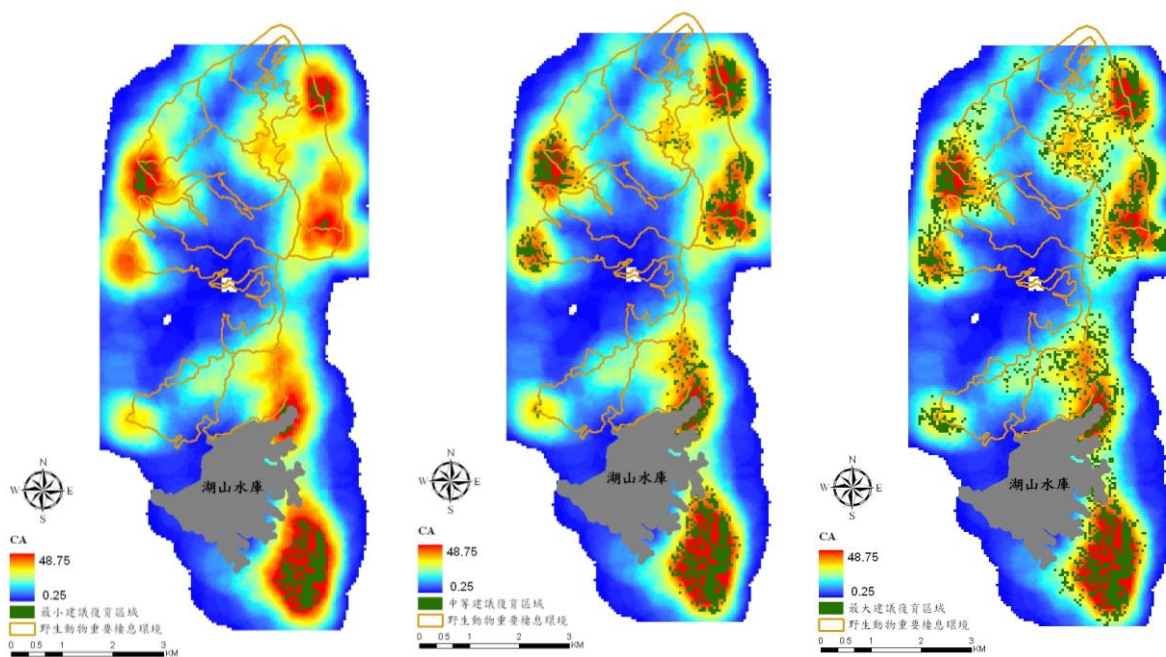 湖山水庫
N
W E
S
CA
48.75
0.25
最小建議復育區域
野生動物重要棲息環境
0 0.5 1 2 3
KM
湖山水庫
N
W E
S
CA
48.75
0.25
中等建議復育區域
野生動物重要棲息環境
0 0.5 1 2 3
KM
湖山水庫
N
W E
S
CA
48.75
0.25
最大建議復育區域
野生動物重要棲息環境
0 0.5 1 2 3
KM